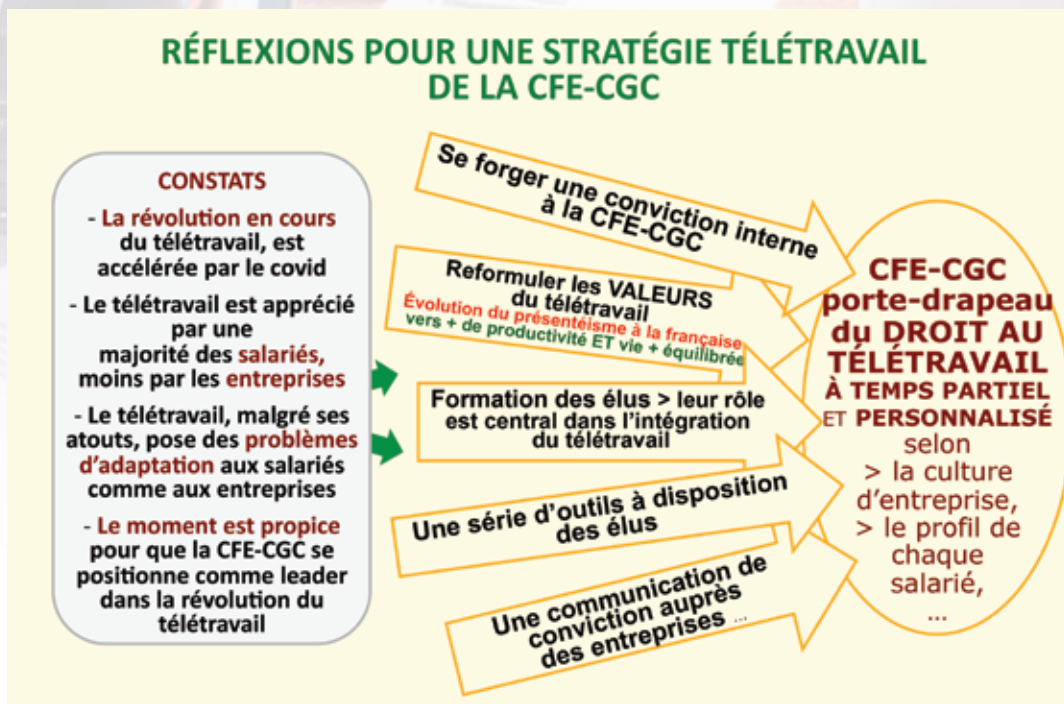 RÉFLEXIONS POUR UNE STRATÉGIE TÉLÉTRAVAIL
DE LA CFE-CGC
CONSTATS
- La révolution en cours
du télétravail, est
accélérée par le covid
- Le télétravail est apprécié
par une
majorité des salariés,
moins par les entreprises
- Le télétravail, malgré ses
atouts, pose des problèmes
d'adaptation aux salariés
comme aux entreprises
- Le moment est propice
pour que la CFE-CGC se
positionne comme leader
dans la révolution du
télétravail
Se forger une conviction interne
à la CFE-CGC
Reformuler les VALEURS
du télétravail
Évolution du présentéisme à la française
vers + de productivité ET vie + équilibrée
Formation des élus > leur rôle
est central dans l'intégration
du télétravail
Une série d'outils à disposition
des élus
Une communication de
conviction auprès
des entreprises ...
CFE-CGC
porte-drapeau
du DROIT AU
TÉLÉTRAVAIL
À TEMPS PARTIEL
ET PERSONNALISÉ
selon
> la culture
d'entreprise,
> le profil de
chaque
salarié,
...